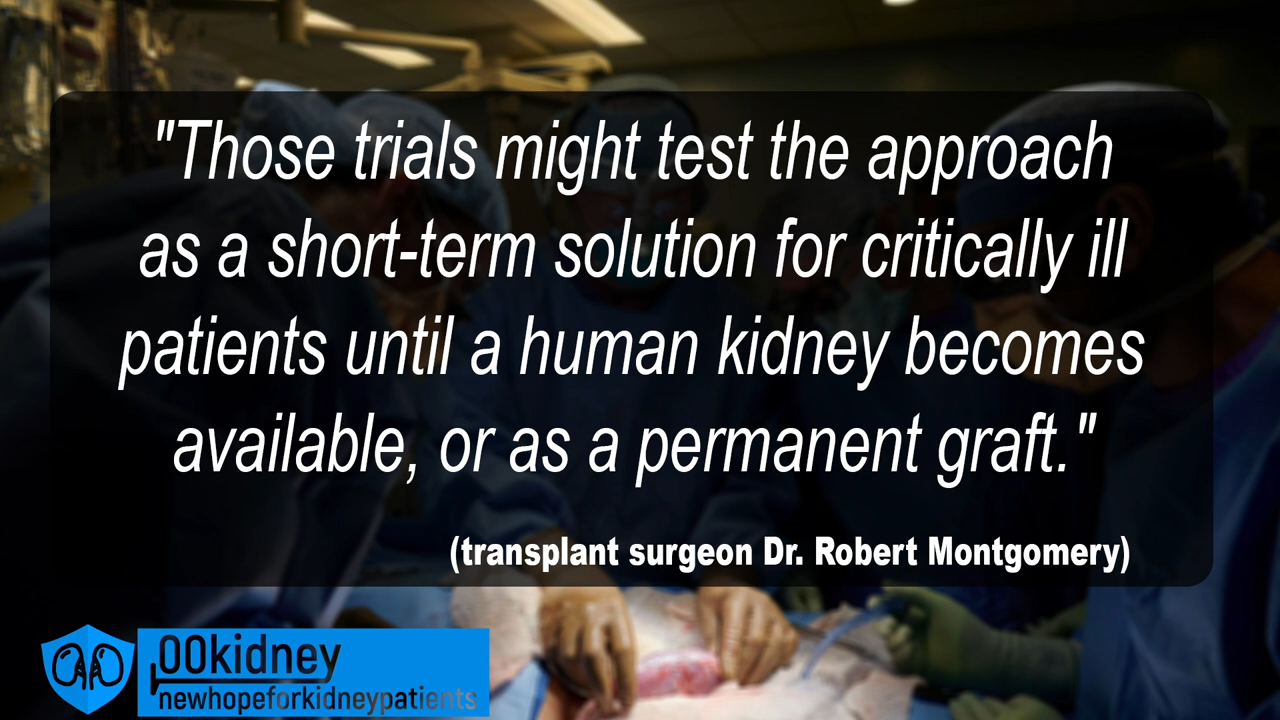 "Those trials might test the approach
as a short-term solution for critically ill
patients until a human kidney becomes
available, or as a permanent graft."
(transplant surgeon Dr. Robert Montgomery)
00kidney
newhopeforkidneypatients